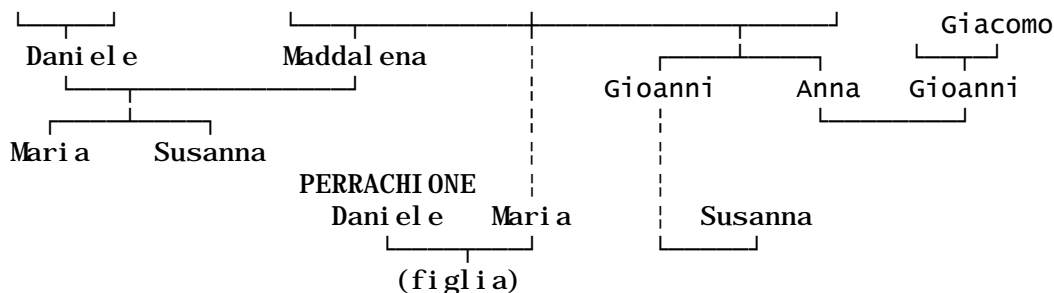 Giacomo
Daniele Maddalena
Gioanni Anna Gioanni
Maria Susanna
PERRACHIONE
Daniele Maria Susanna
(figlia)